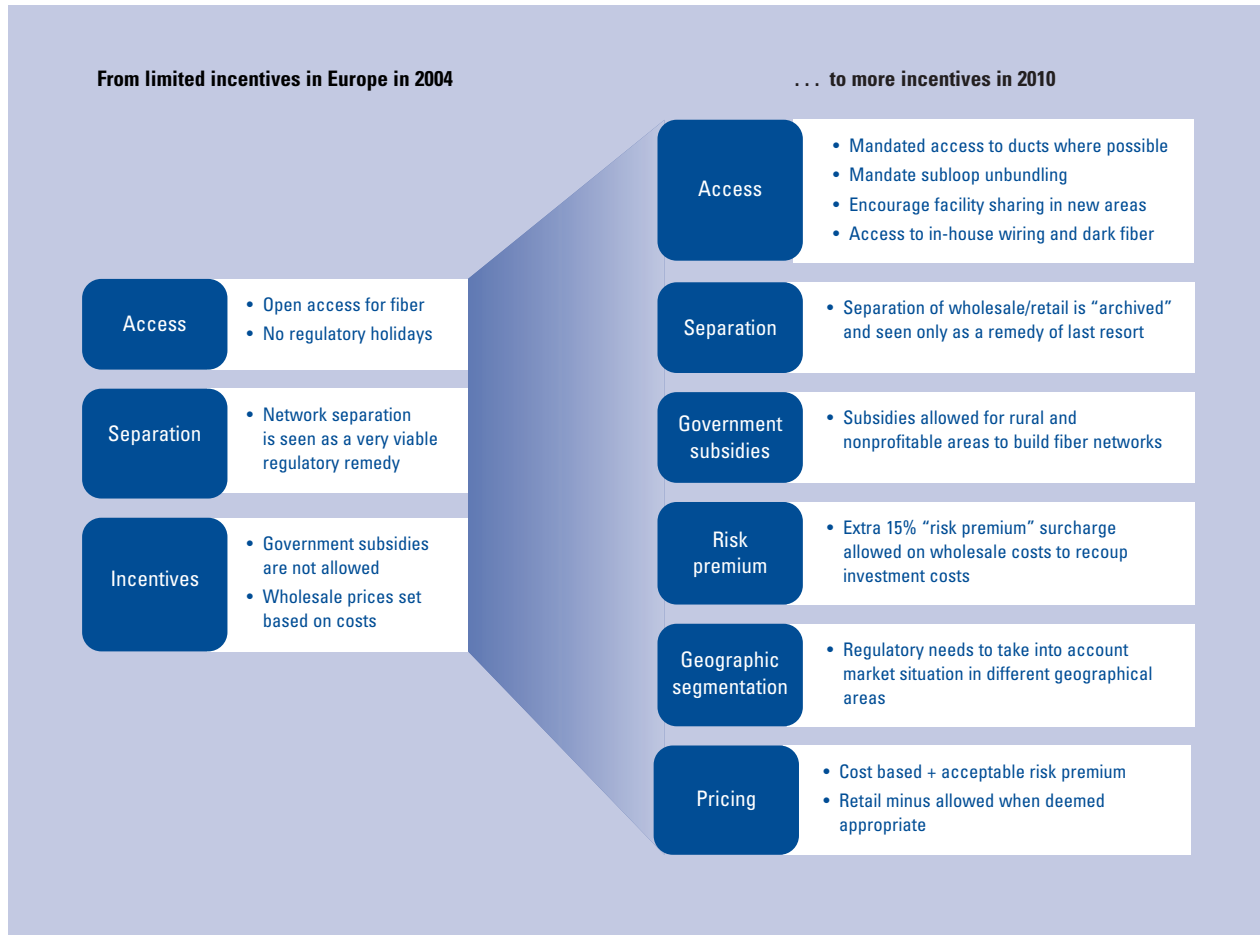 From limited incentives in Europe in 2004
Access
• Open access for fiber
• No regulatory holidays
Separation
• Network separation
is seen as a very viable
regulatory remedy
Incentives
• Government subsidies
are not allowed
• Wholesale prices set
based on costs
. . . to more incentives in 2010
Access
• Mandated access to ducts where possible
• Mandate subloop unbundling
• Encourage facility sharing in new areas
• Access to in-house wiring and dark fiber
Separation
• Separation of wholesale/retail is “archived”
and seen only as a remedy of last resort
Government
subsidies
• Subsidies allowed for rural and
nonprofitable areas to build fiber networks
Risk
premium
• Extra 15% “risk premium” surcharge
allowed on wholesale costs to recoup
investment costs
Geographic
segmentation
• Regulatory needs to take into account
market situation in different geographical
areas
Pricing
• Cost based + acceptable risk premium
• Retail minus allowed when deemed
appropriate